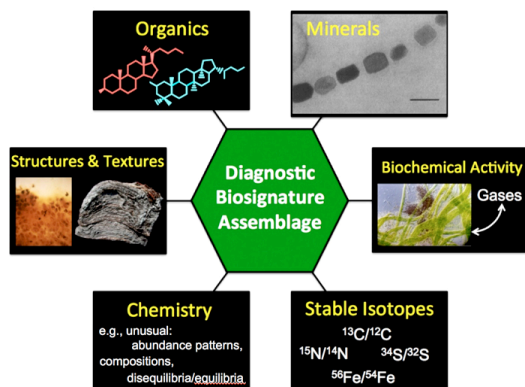 Organics
Minerals
Structures & Textures
Diagnostic
Biosignature
Assemblage
Biochemical Activity
Gases
Chemistry
e.g., unusual:
abundance patterns,
compositions,
disequilibria/equilibria
Stable Isotopes
¹³C/¹²C
¹⁵N/¹⁴N ³⁴S/³²S
⁵⁶Fe/⁵⁴Fe